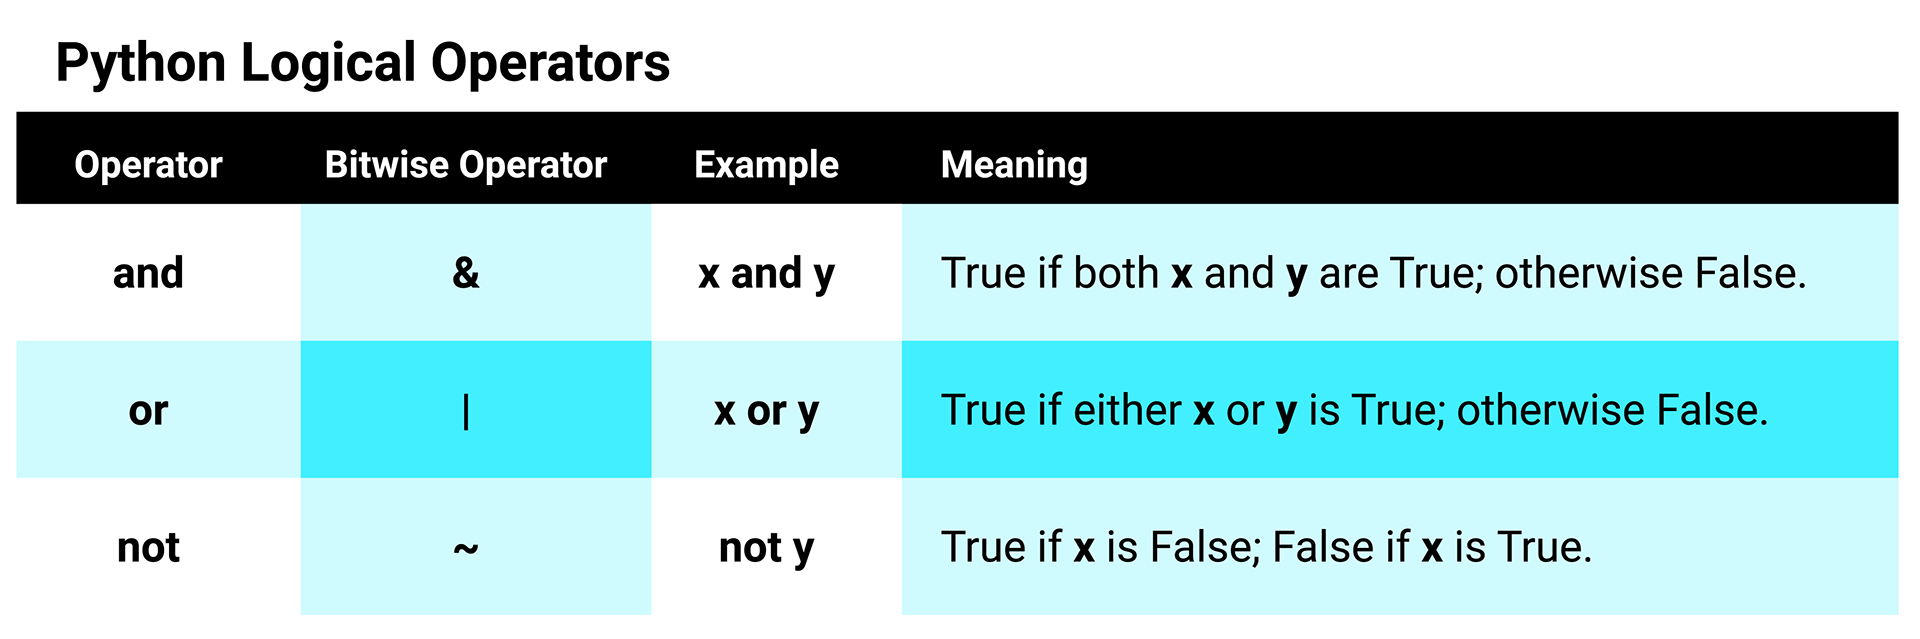 Python Logical Operators
Operator Bitwise Operator Example Meaning
and & x and y True if both x and y are True; otherwise False.
or | x or y True if either x or y is True; otherwise False.
not ~ not y True if x is False; False if x is True.